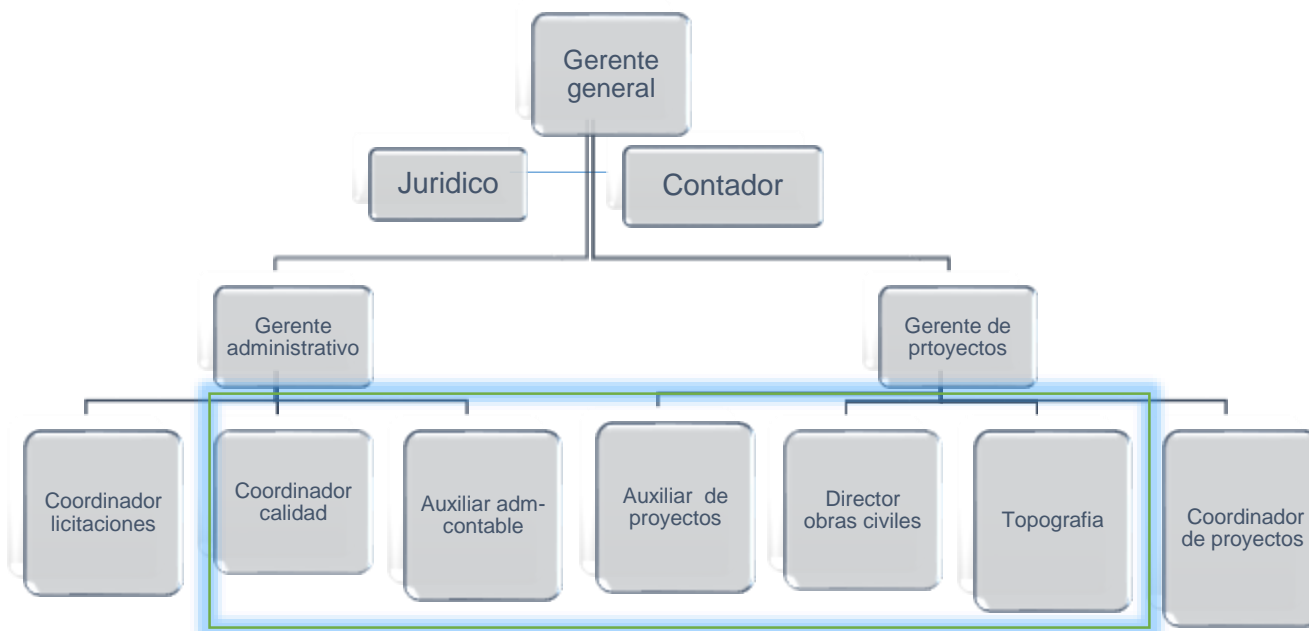 Gerente
general
Juridico
Contador
Gerente
administrativo
Gerente de
prtoyectos
Coordinador
licitaciones
Coordinador
calidad
Auxiliar adm-
contable
Auxiliar de
proyectos
Director
obras civiles
Topografia
Coordinador
de proyectos